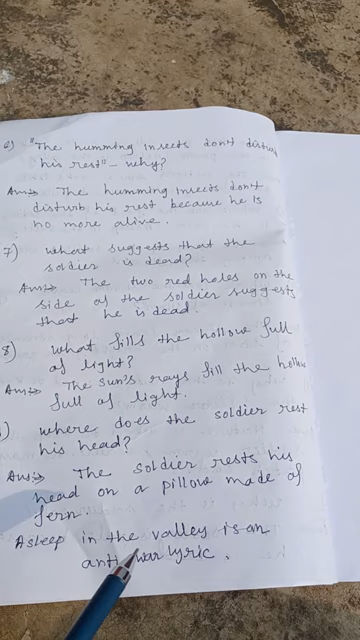 "The humming insects don't disturb
his rest" - why?
Ans:→ The humming insects don't
disturb his rest because he is
no more alive.
7) what suggests that the
soldier is dead?
Ans:→ The two red holes on the
side of the soldier suggests
that he is dead.
8) what fills the hollow full
of light?
Ans:→ The sun's rays fill the hollow
full of light.
) where does the soldier rest
his head?
Ans:→ The soldier rests his
head on a pillow made of
fern.
Asleep in the valley is an
anti war lyric.